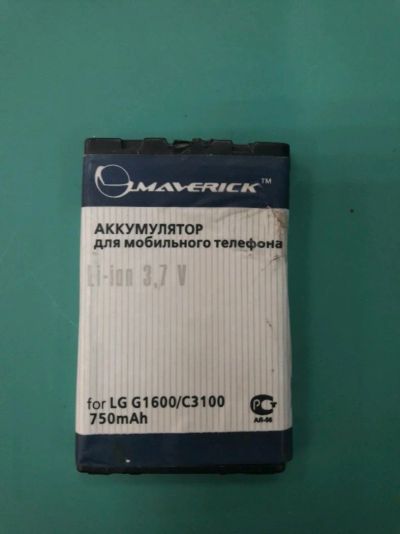 MAVERICK™
АККУМУЛЯТОР
для мобильного телефона
Li-ion 3,7 V
for LG G1600/C3100
750mAh